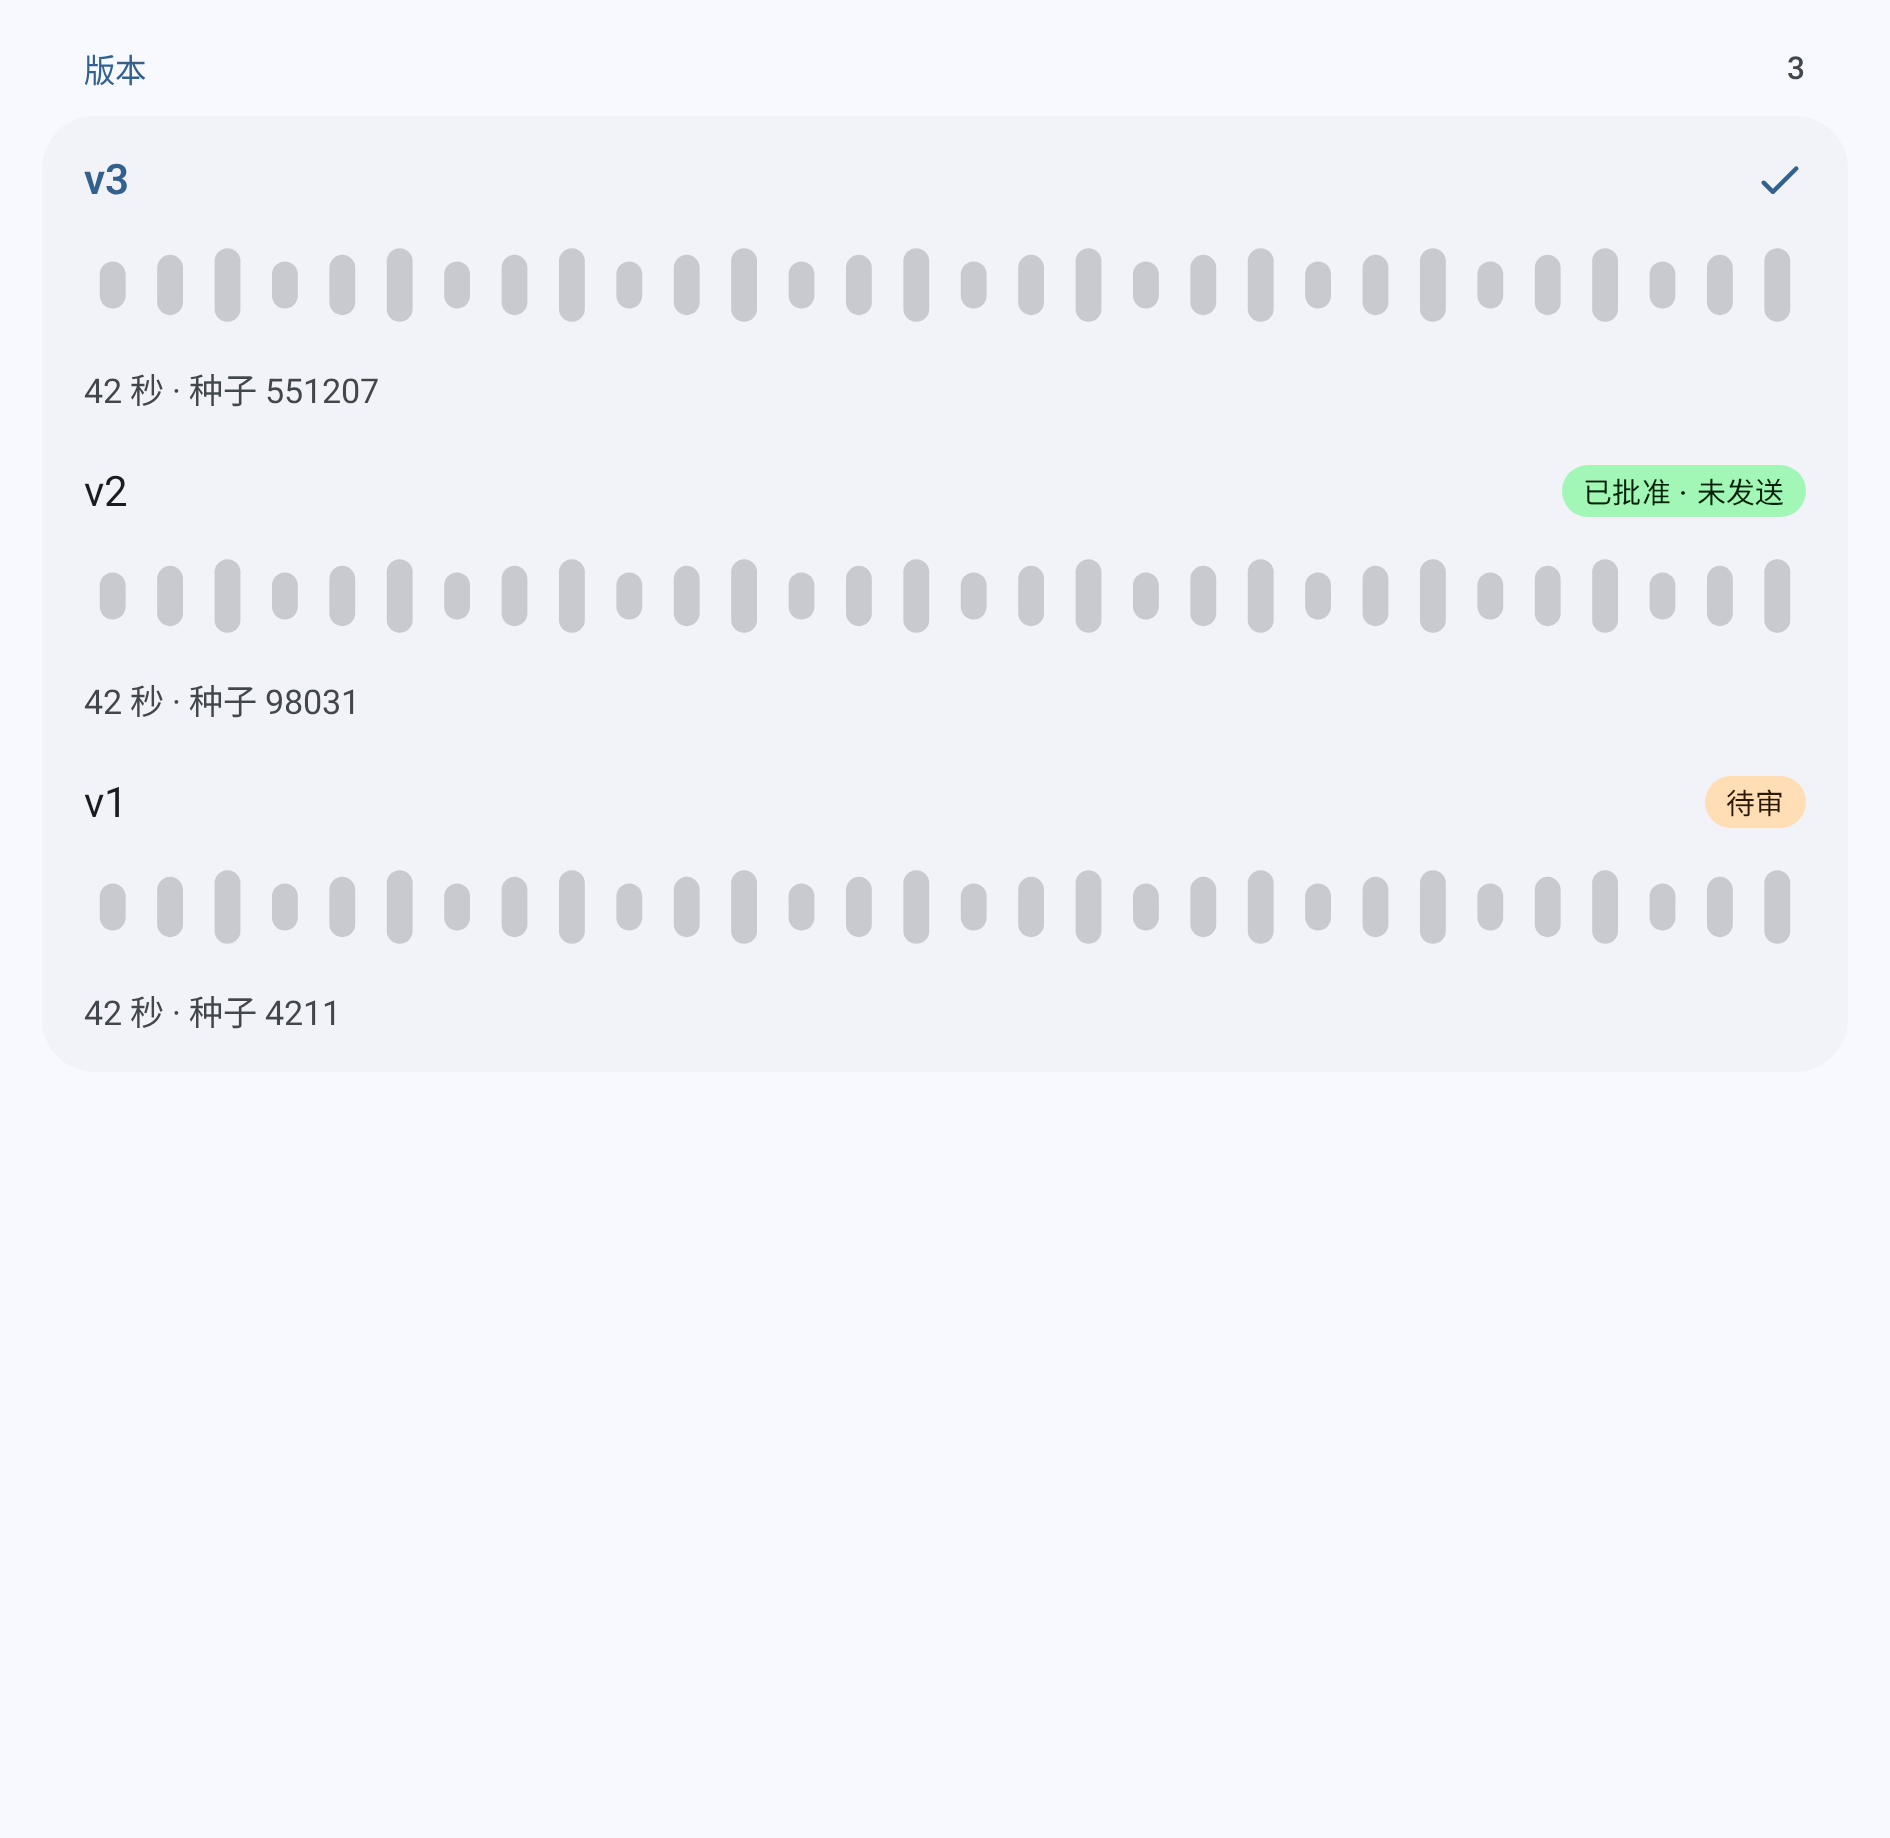 版本
3
v3
42 秒 · 种子 551207
v2
已批准 · 未发送
42 秒 · 种子 98031
v1
待审
42 秒 · 种子 4211